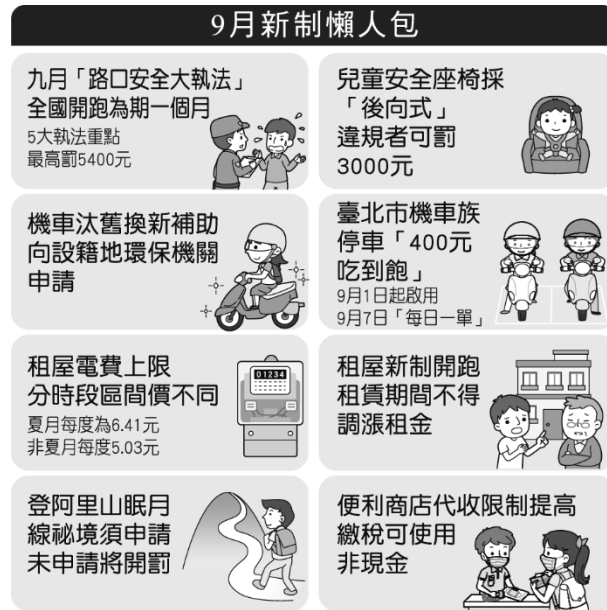 9月新制懶人包
九月「路口安全大執法」
全國開跑為期一個月
5大執法重點
最高罰5400元
兒童安全座椅採
「後向式」
違規者可罰
3000元
機車汰舊換新補助
向設籍地環保機關
申請
臺北市機車族
停車「400元
吃到飽」
9月1日起啟用
9月7日「每日一單」
租屋電費上限
分時段區間價不同
夏月每度為6.41元
非夏月每度5.03元
01234
租屋新制開跑
租賃期間不得
調漲租金
登阿里山眠月
線祕境須申請
未申請將開罰
便利商店代收限制提高
繳稅可使用
非現金